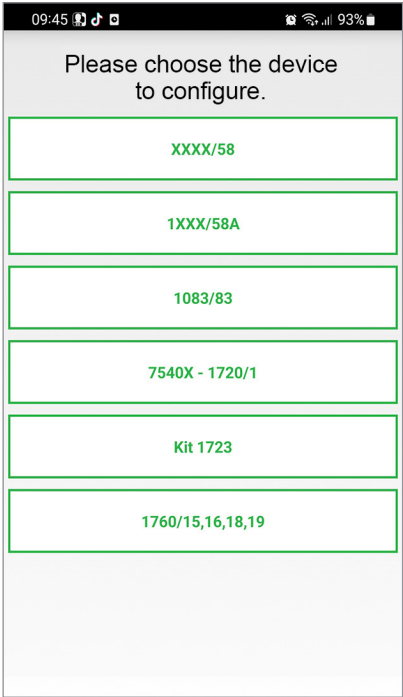 09:45 93%
Please choose the device
to configure.
XXXX/58
1XXX/58A
1083/83
7540X - 1720/1
Kit 1723
1760/15,16,18,19